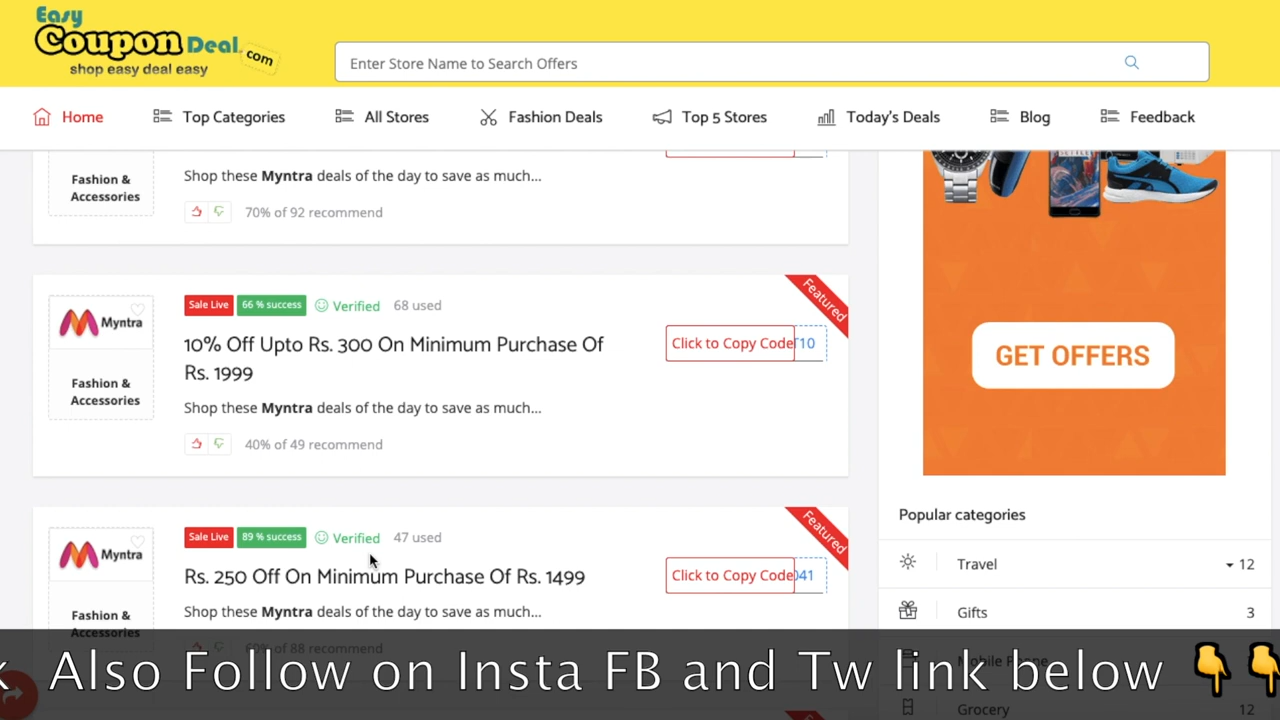 Easy
Coupon Deal .com
shop easy deal easy
Enter Store Name to Search Offers
Home
Top Categories
All Stores
Fashion Deals
Top 5 Stores
Today's Deals
Blog
Feedback
Fashion &
Accessories
Shop these Myntra deals of the day to save as much...
70% of 92 recommend
Featured
Myntra
Fashion &
Accessories
Sale Live 66 % success Verified 68 used
10% Off Upto Rs. 300 On Minimum Purchase Of
Rs. 1999
Click to Copy Code 10
Shop these Myntra deals of the day to save as much...
40% of 49 recommend
Featured
Myntra
Fashion &
Accessories
Sale Live 89 % success Verified 47 used
Rs. 250 Off On Minimum Purchase Of Rs. 1499
Click to Copy Code 41
Shop these Myntra deals of the day to save as much...
60% of 88 recommend
GET OFFERS
Popular categories
Travel 12
Gifts 3
Mobile Phone
Grocery 12
Also Follow on Insta FB and Tw link below 👇👇